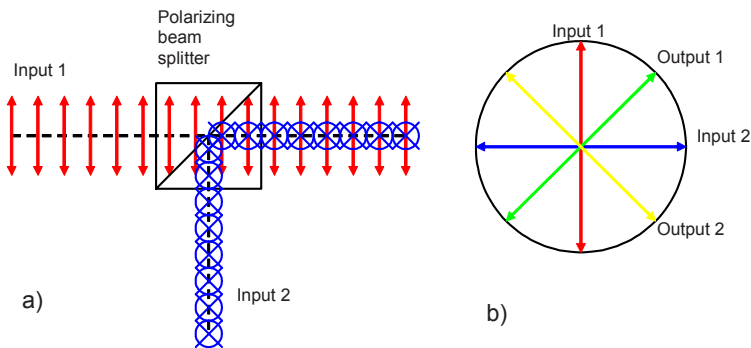 Polarizing
beam
splitter
Input 1
Input 2
a)
Input 1
Output 1
Input 2
Output 2
b)